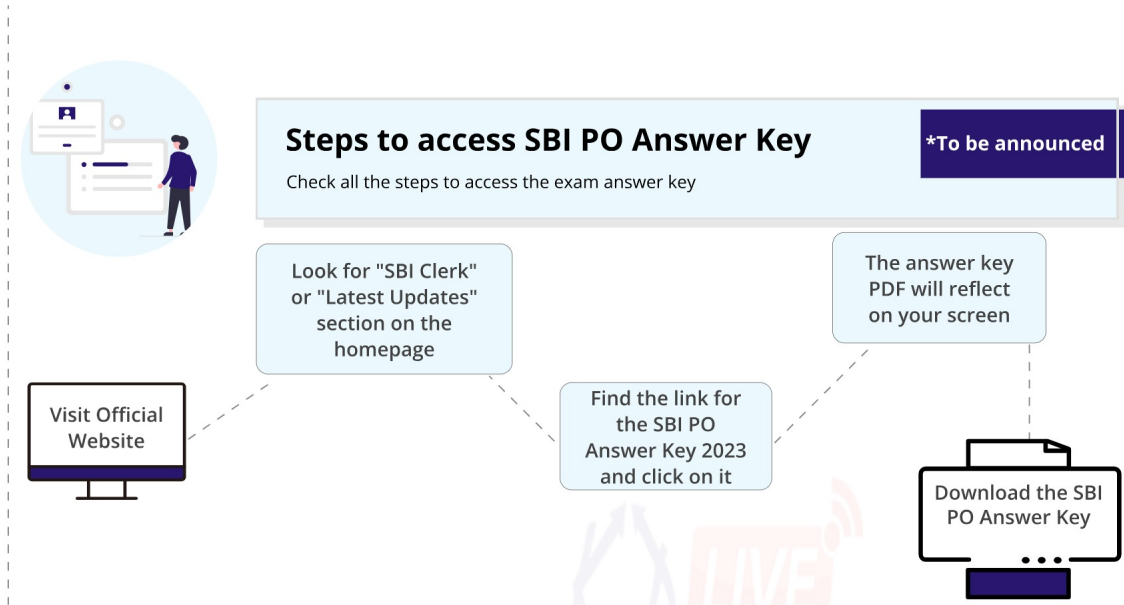 Steps to access SBI PO Answer Key
*To be announced
Check all the steps to access the exam answer key
Visit Official
Website
Look for "SBI Clerk"
or "Latest Updates"
section on the
homepage
Find the link for
the SBI PO
Answer Key 2023
and click on it
The answer key
PDF will reflect
on your screen
Download the SBI
PO Answer Key
LIVE